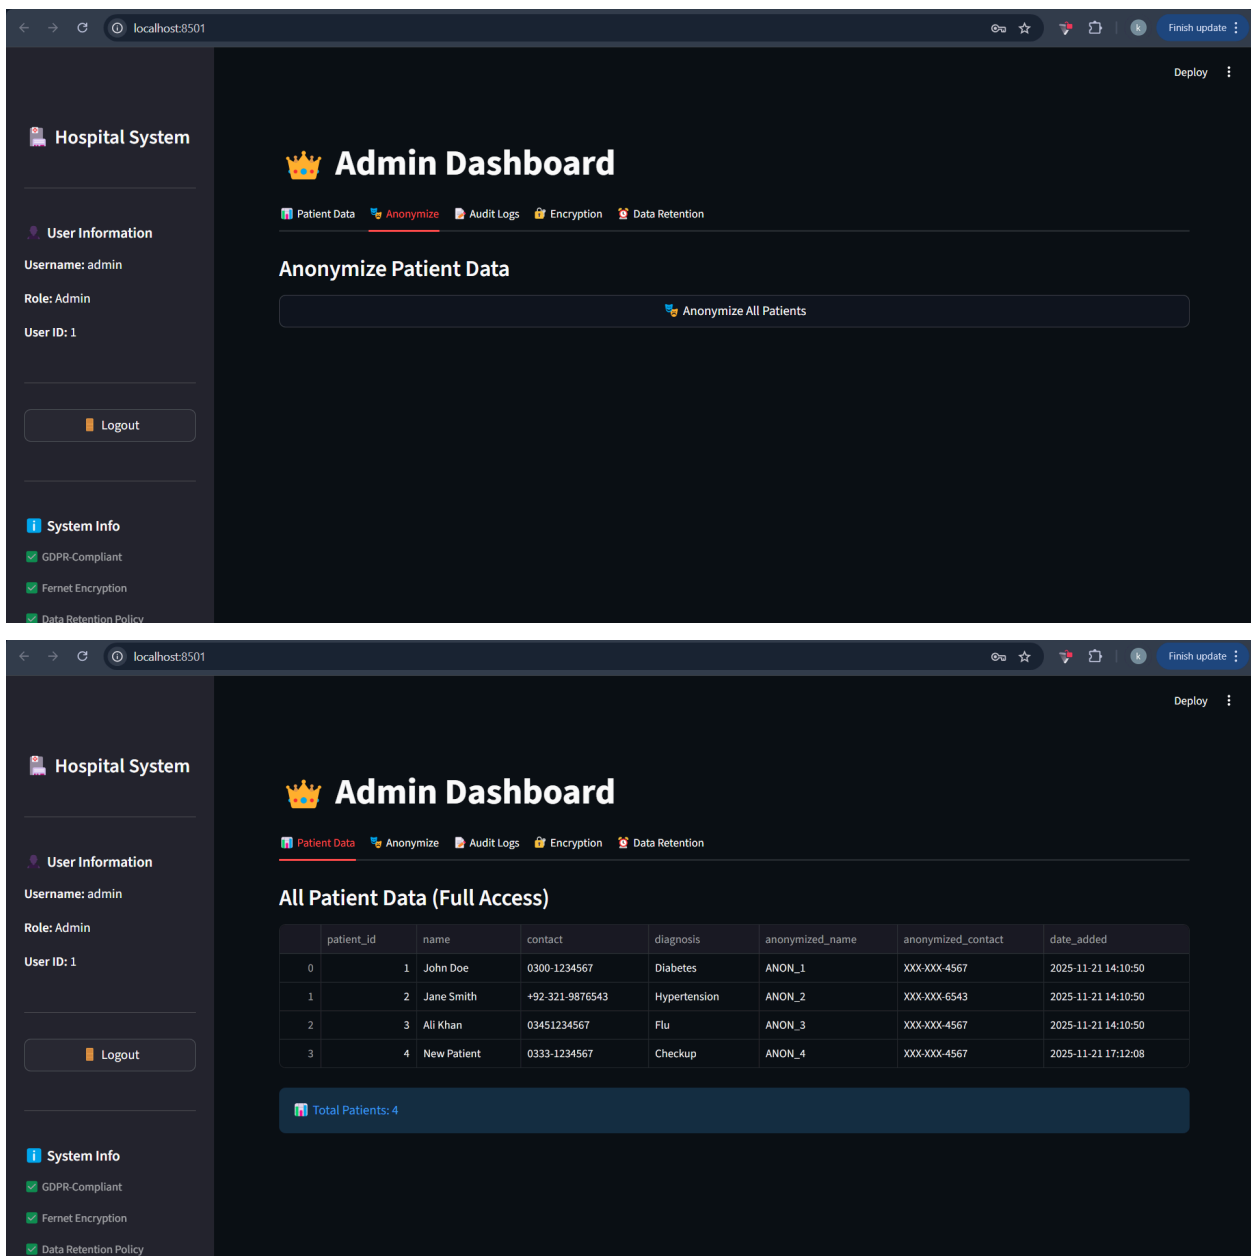 localhost:8501
k
Finish update
Deploy
Hospital System
User Information
Username: admin
Role: Admin
User ID: 1
Logout
System Info
GDPR-Compliant
Fernet Encryption
Data Retention Policy
Admin Dashboard
Patient Data Anonymize Audit Logs Encryption Data Retention
Anonymize Patient Data
Anonymize All Patients
localhost:8501
k
Finish update
Deploy
Hospital System
User Information
Username: admin
Role: Admin
User ID: 1
Logout
System Info
GDPR-Compliant
Fernet Encryption
Data Retention Policy
Admin Dashboard
Patient Data Anonymize Audit Logs Encryption Data Retention
All Patient Data (Full Access)
patient_id name contact diagnosis anonymized_name anonymized_contact date_added
0 1 John Doe 0300-1234567 Diabetes ANON_1 XXX-XXX-4567 2025-11-21 14:10:50
1 2 Jane Smith +92-321-9876543 Hypertension ANON_2 XXX-XXX-6543 2025-11-21 14:10:50
2 3 Ali Khan 03451234567 Flu ANON_3 XXX-XXX-4567 2025-11-21 14:10:50
3 4 New Patient 0333-1234567 Checkup ANON_4 XXX-XXX-4567 2025-11-21 17:12:08
Total Patients: 4